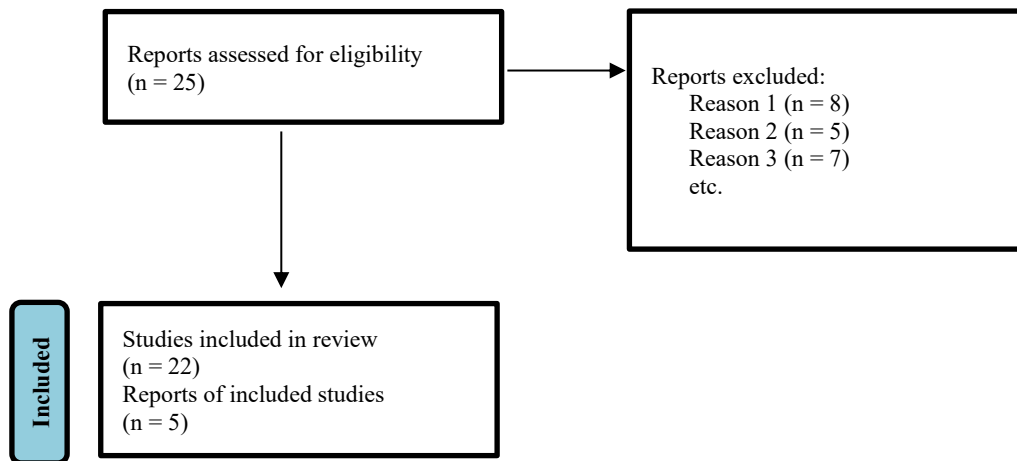 Reports assessed for eligibility
(n = 25)
Reports excluded:
Reason 1 (n = 8)
Reason 2 (n = 5)
Reason 3 (n = 7)
etc.
Included
Studies included in review
(n = 22)
Reports of included studies
(n = 5)